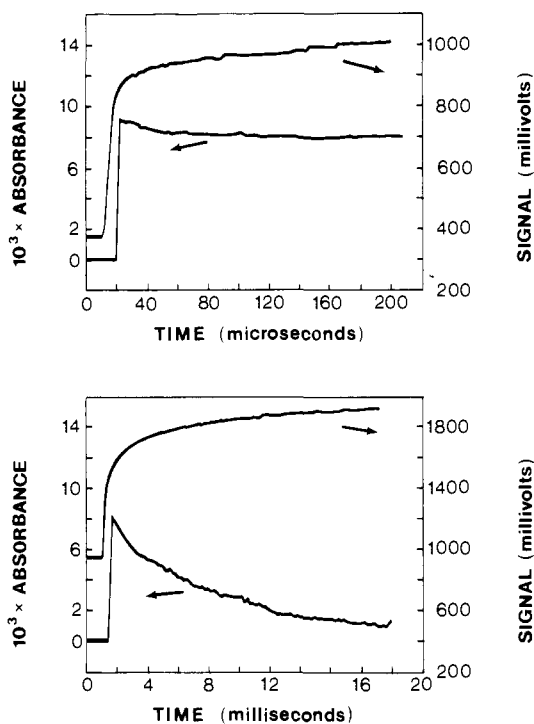 14
10
6
2
0
10³ × ABSORBANCE
1000
800
600
400
200
SIGNAL (millivolts)
0 40 80 120 160 200
TIME (microseconds)
14
10
6
2
0
10³ × ABSORBANCE
1800
1400
1000
600
200
SIGNAL (millivolts)
0 4 8 12 16 20
TIME (milliseconds)